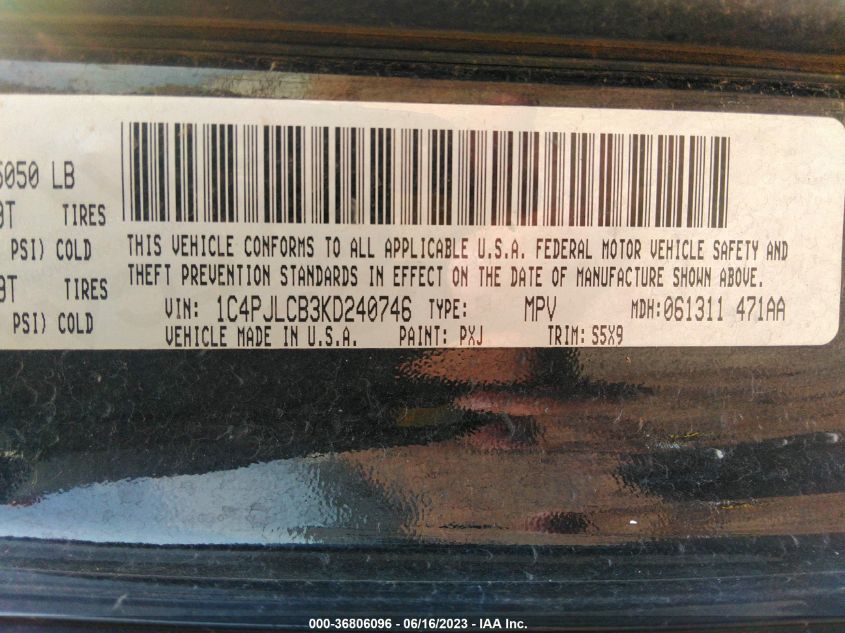 5050 LB
TIRES
PSI) COLD
TIRES
PSI) COLD
THIS VEHICLE CONFORMS TO ALL APPLICABLE U.S.A. FEDERAL MOTOR VEHICLE SAFETY AND
THEFT PREVENTION STANDARDS IN EFFECT ON THE DATE OF MANUFACTURE SHOWN ABOVE.
VIN: 1C4PJLCB3KD240746 TYPE: MPV MDH:061311 471AA
VEHICLE MADE IN U.S.A. PAINT: PXJ TRIM: S5X9
000-36806096 - 06/16/2023 - IAA Inc.